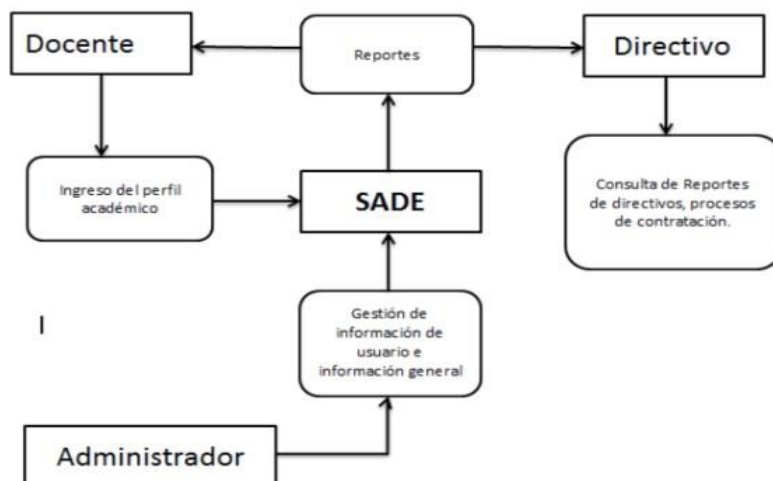 Docente
Reportes
Directivo
Ingreso del perfil
académico
SADE
Consulta de Reportes
de directivos, procesos
de contratación.
Gestión de
información de
usuario e
información general
Administrador